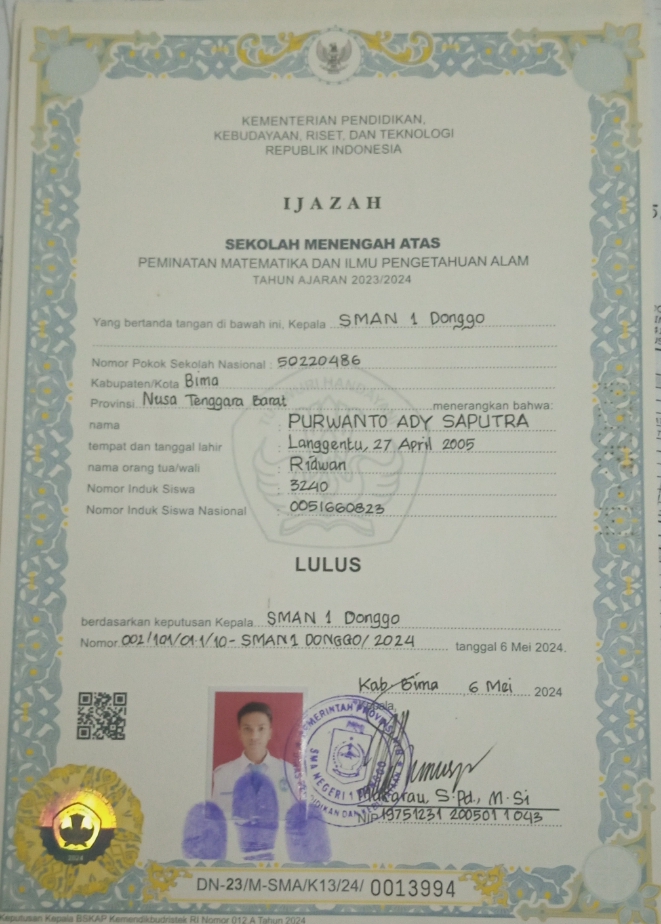 KEMENTERIAN PENDIDIKAN,
KEBUDAYAAN, RISET, DAN TEKNOLOGI
REPUBLIK INDONESIA
IJAZAH
SEKOLAH MENENGAH ATAS
PEMINATAN MATEMATIKA DAN ILMU PENGETAHUAN ALAM
TAHUN AJARAN 2023/2024
Yang bertanda tangan di bawah ini, Kepala SMAN 1 Donggo
Nomor Pokok Sekolah Nasional : 50220486
Kabupaten/Kota Bima
Provinsi Nusa Tenggara Barat menerangkan bahwa:
nama : PURWANTO ADY SAPUTRA
tempat dan tanggal lahir : Langgentu, 27 April 2005
nama orang tua/wali : Ridwan
Nomor Induk Siswa : 3240
Nomor Induk Siswa Nasional : 0051660823
LULUS
berdasarkan keputusan Kepala SMAN 1 Donggo
Nomor 002/101/01.1/10- SMAN1 DONGGO/ 2024 tanggal 6 Mei 2024.
Kab. Bima 6 Mei 2024
Kepala,
S.Pd., M.Si
Nip 19751231 200501 1 043
2024
DN-23/M-SMA/K13/24/ 0013994
Keputusan Kepala BSKAP Kemendikbudristek RI Nomor 012.A Tahun 2024